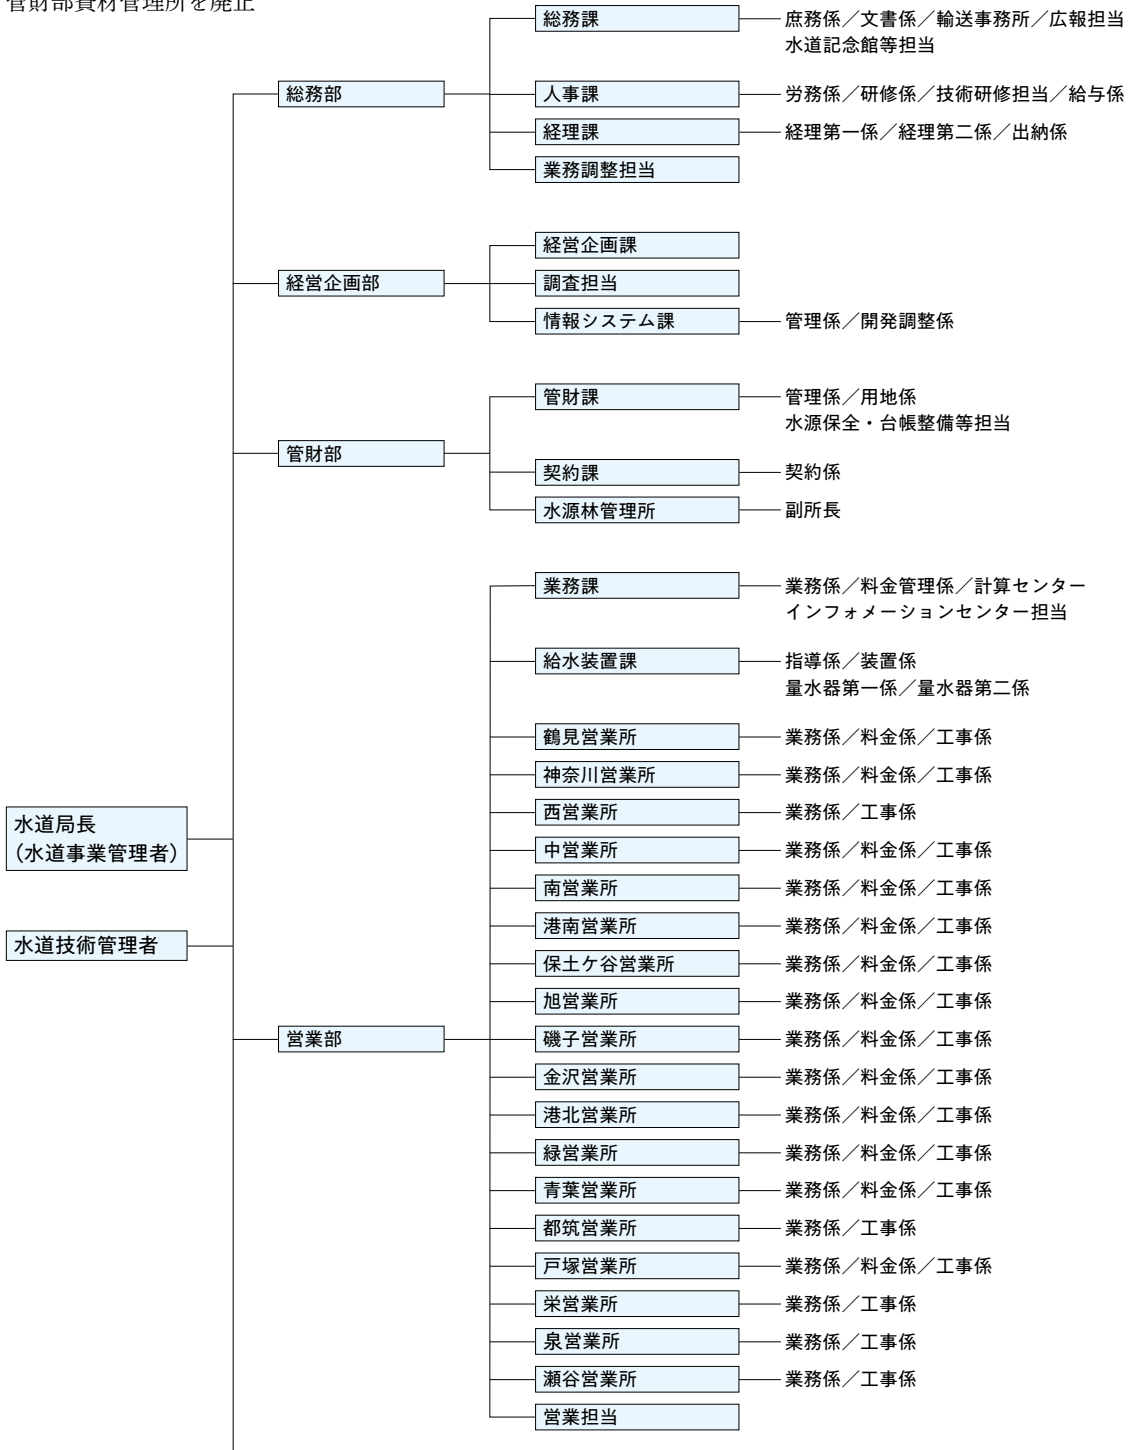 管財部資材管理所を廃止
総務課 庶務係／文書係／輸送事務所／広報担当
水道記念館等担当
総務部
人事課 労務係／研修係／技術研修担当／給与係
経理課 経理第一係／経理第二係／出納係
業務調整担当
経営企画課
経営企画部
調査担当
情報システム課 管理係／開発調整係
管財課 管理係／用地係
水源保全・台帳整備等担当
管財部
契約課 契約係
水源林管理所 副所長
業務課 業務係／料金管理係／計算センター
インフォメーションセンター担当
給水装置課 指導係／装置係
量水器第一係／量水器第二係
鶴見営業所 業務係／料金係／工事係
神奈川営業所 業務係／料金係／工事係
西営業所 業務係／工事係
水道局長
（水道事業管理者）
中営業所 業務係／料金係／工事係
南営業所 業務係／料金係／工事係
港南営業所 業務係／料金係／工事係
水道技術管理者
保土ケ谷営業所 業務係／料金係／工事係
旭営業所 業務係／料金係／工事係
営業部
磯子営業所 業務係／料金係／工事係
金沢営業所 業務係／料金係／工事係
港北営業所 業務係／料金係／工事係
緑営業所 業務係／料金係／工事係
青葉営業所 業務係／料金係／工事係
都筑営業所 業務係／工事係
戸塚営業所 業務係／料金係／工事係
栄営業所 業務係／工事係
泉営業所 業務係／工事係
瀬谷営業所 業務係／工事係
営業担当